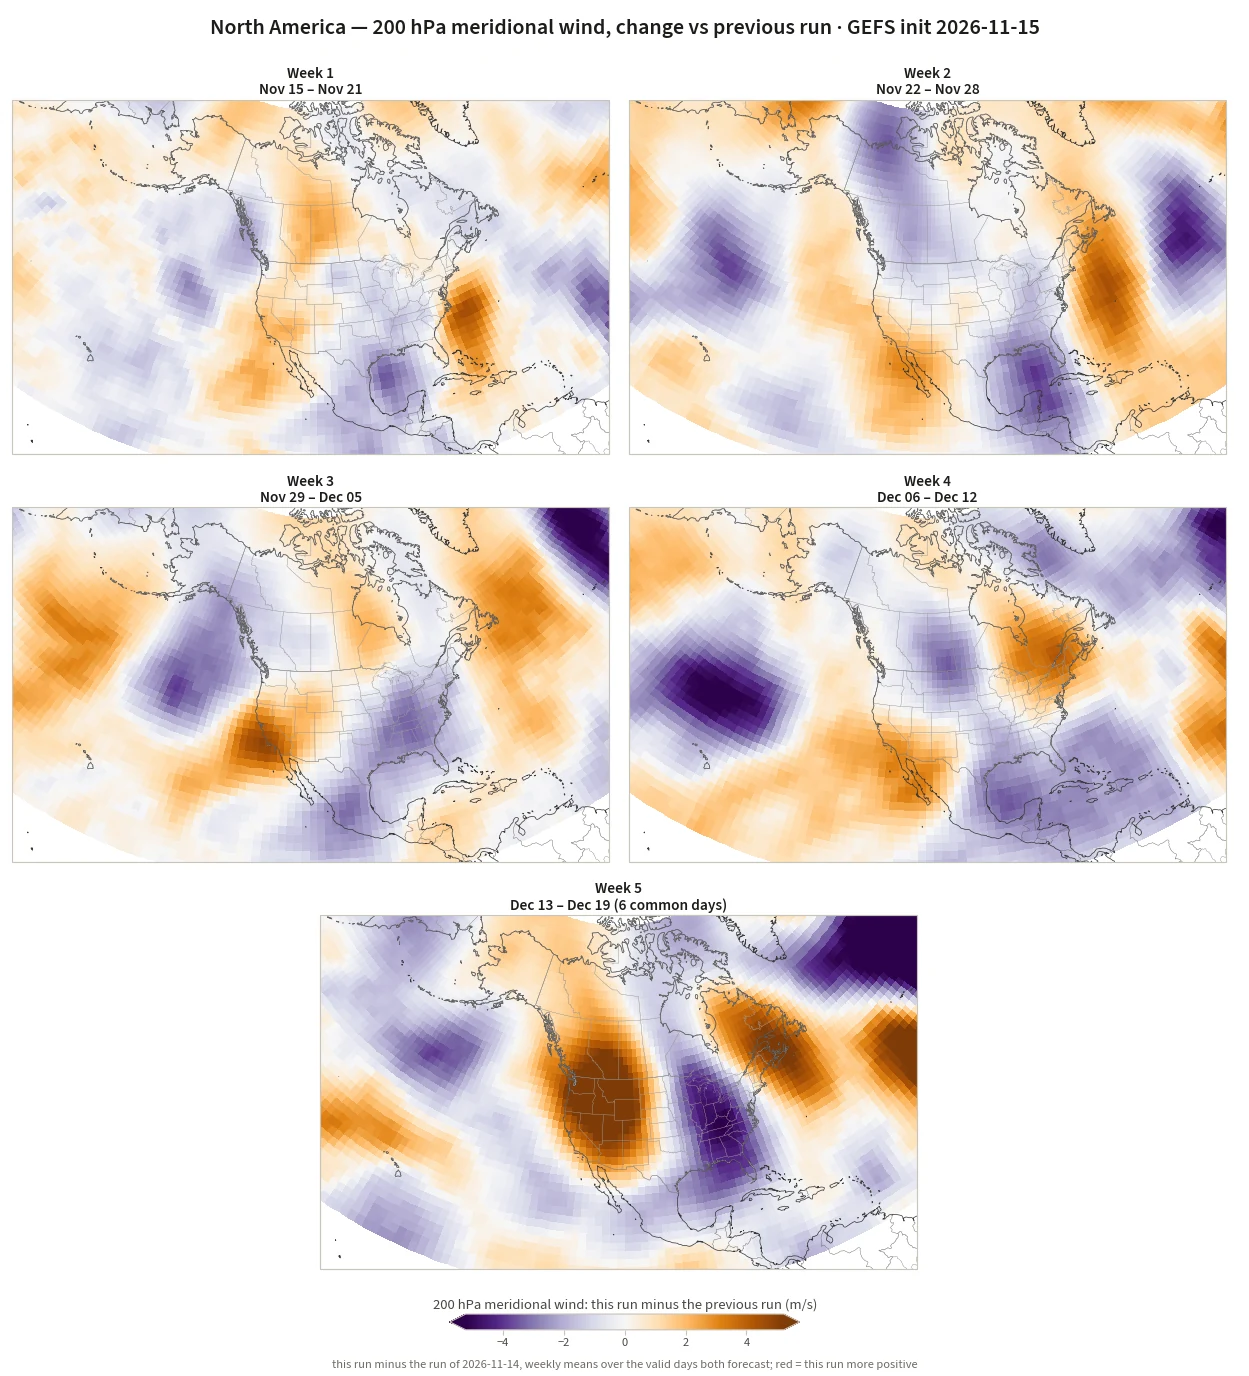 North America — 200 hPa meridional wind, change vs previous run · GEFS init 2026-11-15
Week 1
Nov 15 – Nov 21
Week 2
Nov 22 – Nov 28
Week 3
Nov 29 – Dec 05
Week 4
Dec 06 – Dec 12
Week 5
Dec 13 – Dec 19 (6 common days)
200 hPa meridional wind: this run minus the previous run (m/s)
−4 −2 0 2 4
this run minus the run of 2026-11-14, weekly means over the valid days both forecast; red = this run more positive